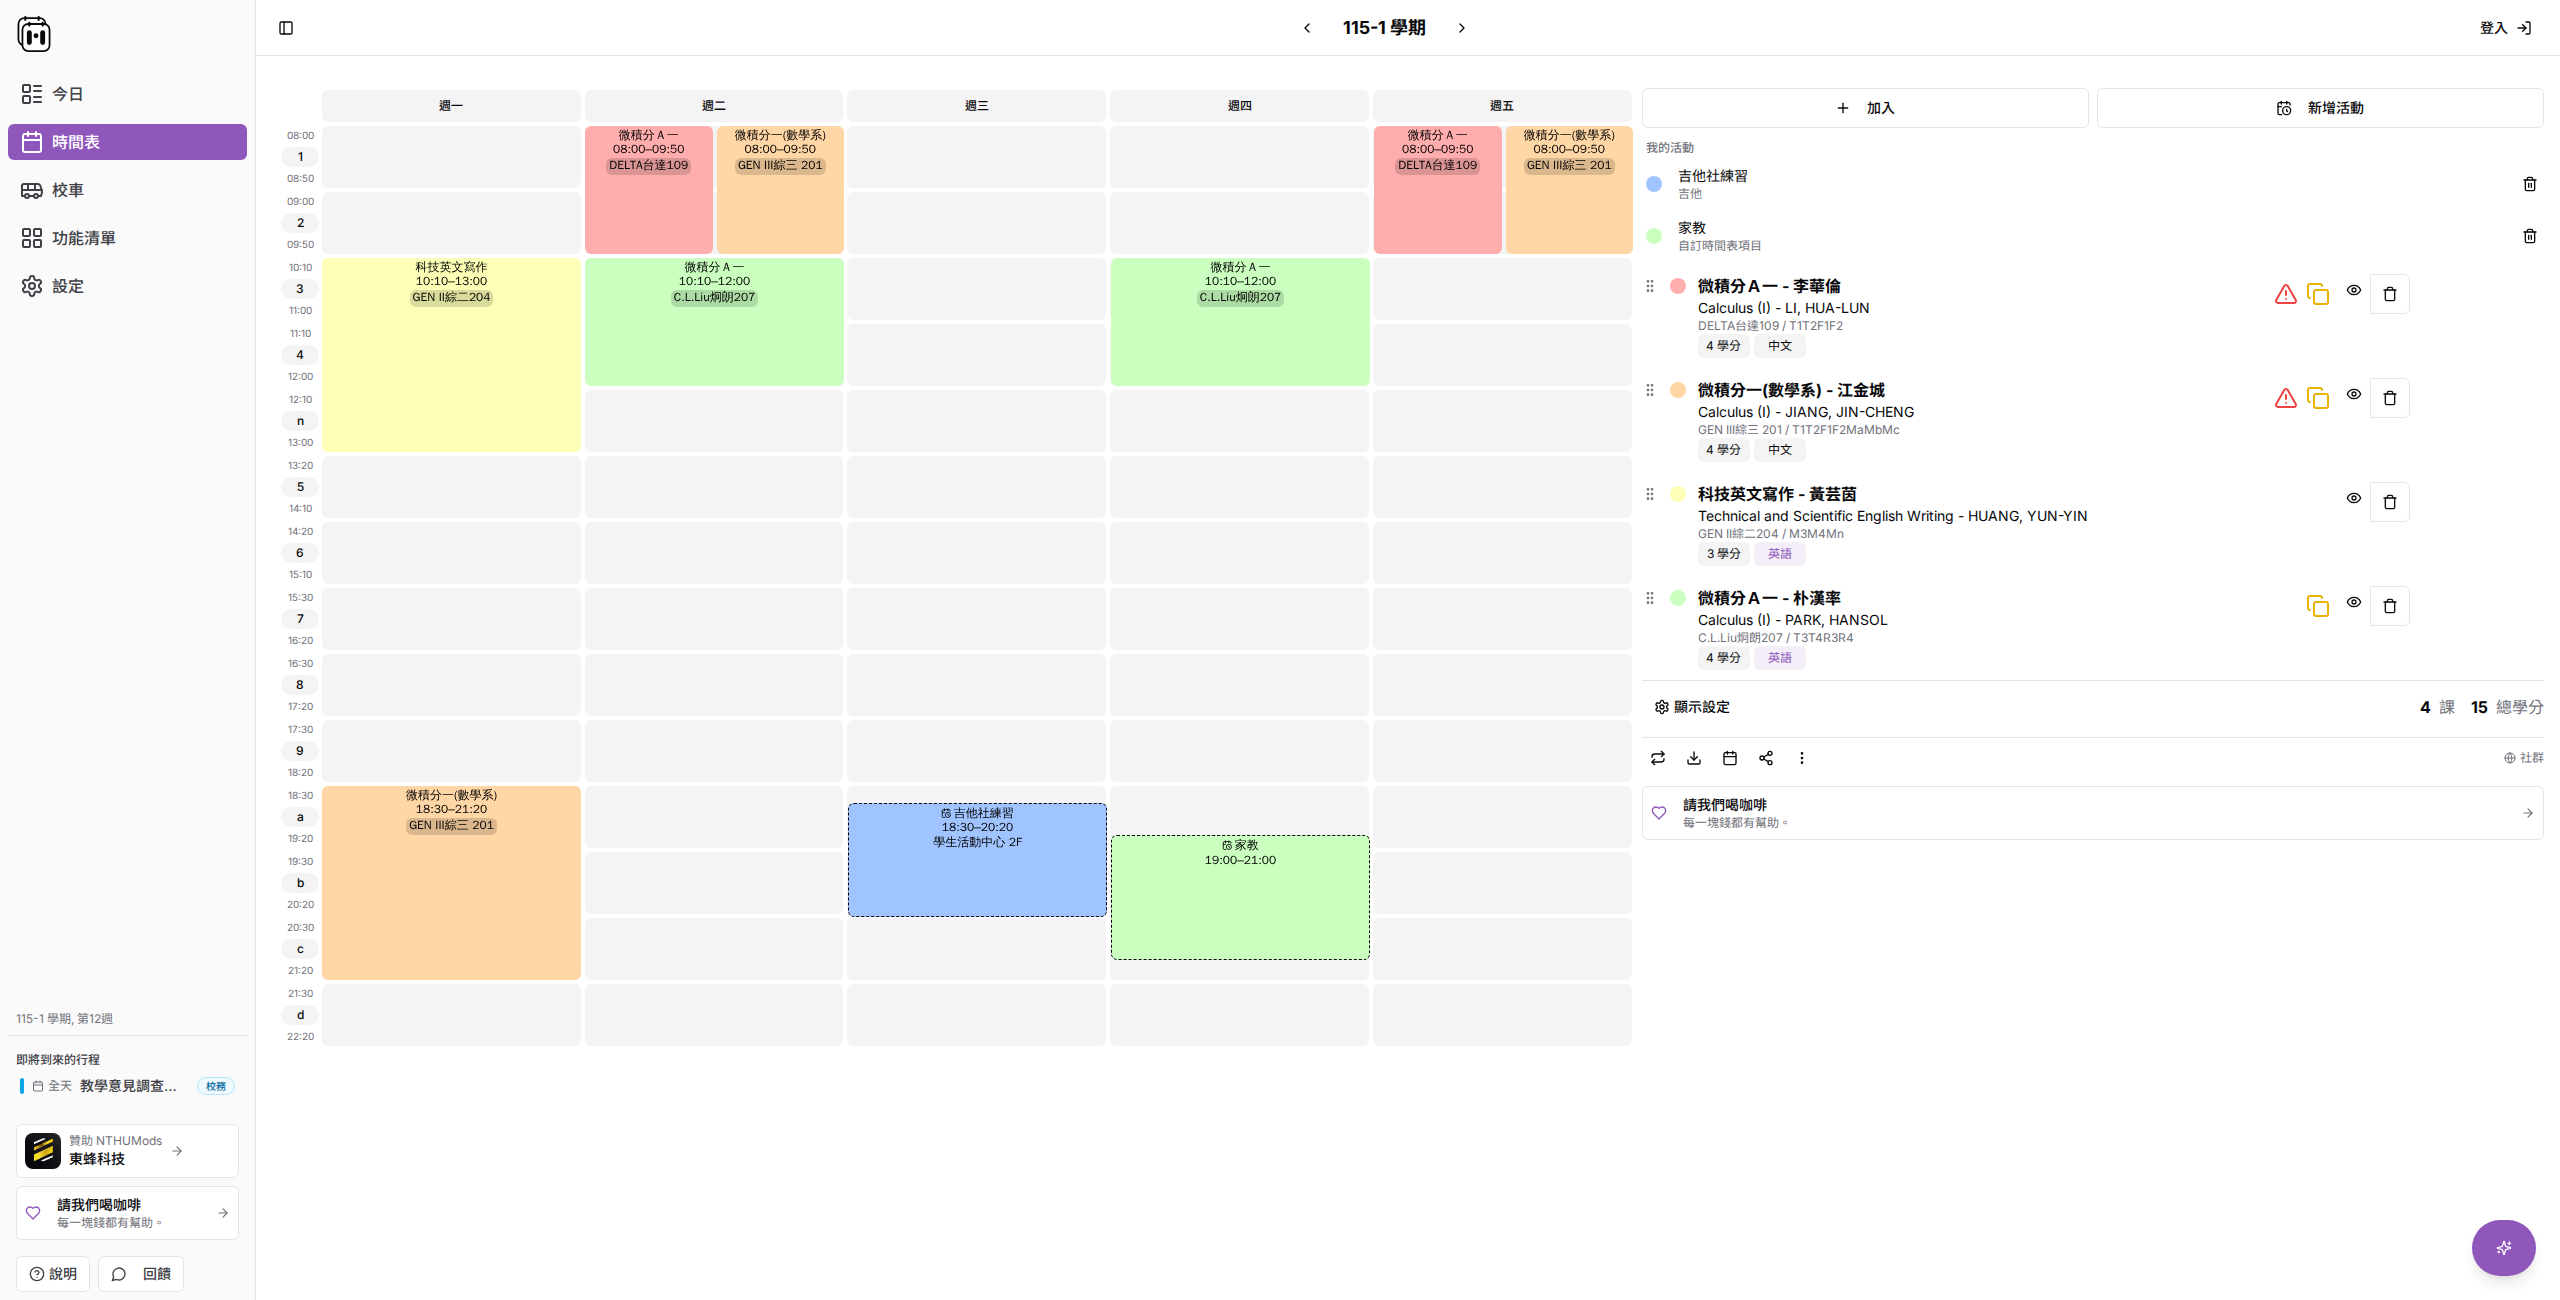 今日
時間表
校車
功能清單
設定
115-1 學期, 第12週
即將到來的行程
全天 教學意見調查... 校務
贊助 NTHUMods
東蜂科技
請我們喝咖啡
每一塊錢都有幫助。
說明
回饋
115-1 學期
登入
週一 週二 週三 週四 週五
08:00
1
08:50
09:00
2
09:50
10:10
3
11:00
11:10
4
12:00
12:10
n
13:00
13:20
5
14:10
14:20
6
15:10
15:30
7
16:20
16:30
8
17:20
17:30
9
18:20
18:30
a
19:20
19:30
b
20:20
20:30
c
21:20
21:30
d
22:20
科技英文寫作
10:10–13:00
GEN II綜二204
微積分一(數學系)
18:30–21:20
GEN III綜三 201
微積分A一
08:00–09:50
DELTA台達109
微積分一(數學系)
08:00–09:50
GEN III綜三 201
微積分A一
10:10–12:00
C.L.Liu炯朗207
吉他社練習
18:30–20:20
學生活動中心 2F
微積分A一
10:10–12:00
C.L.Liu炯朗207
家教
19:00–21:00
微積分A一
08:00–09:50
DELTA台達109
微積分一(數學系)
08:00–09:50
GEN III綜三 201
加入
新增活動
我的活動
吉他社練習
吉他
家教
自訂時間表項目
微積分A一 - 李華倫
Calculus (I) - LI, HUA-LUN
DELTA台達109 / T1T2F1F2
4 學分 中文
微積分一(數學系) - 江金城
Calculus (I) - JIANG, JIN-CHENG
GEN III綜三 201 / T1T2F1F2MaMbMc
4 學分 中文
科技英文寫作 - 黃芸茵
Technical and Scientific English Writing - HUANG, YUN-YIN
GEN II綜二204 / M3M4Mn
3 學分 英語
微積分A一 - 朴漢率
Calculus (I) - PARK, HANSOL
C.L.Liu炯朗207 / T3T4R3R4
4 學分 英語
顯示設定
4 課 15 總學分
社群
請我們喝咖啡
每一塊錢都有幫助。